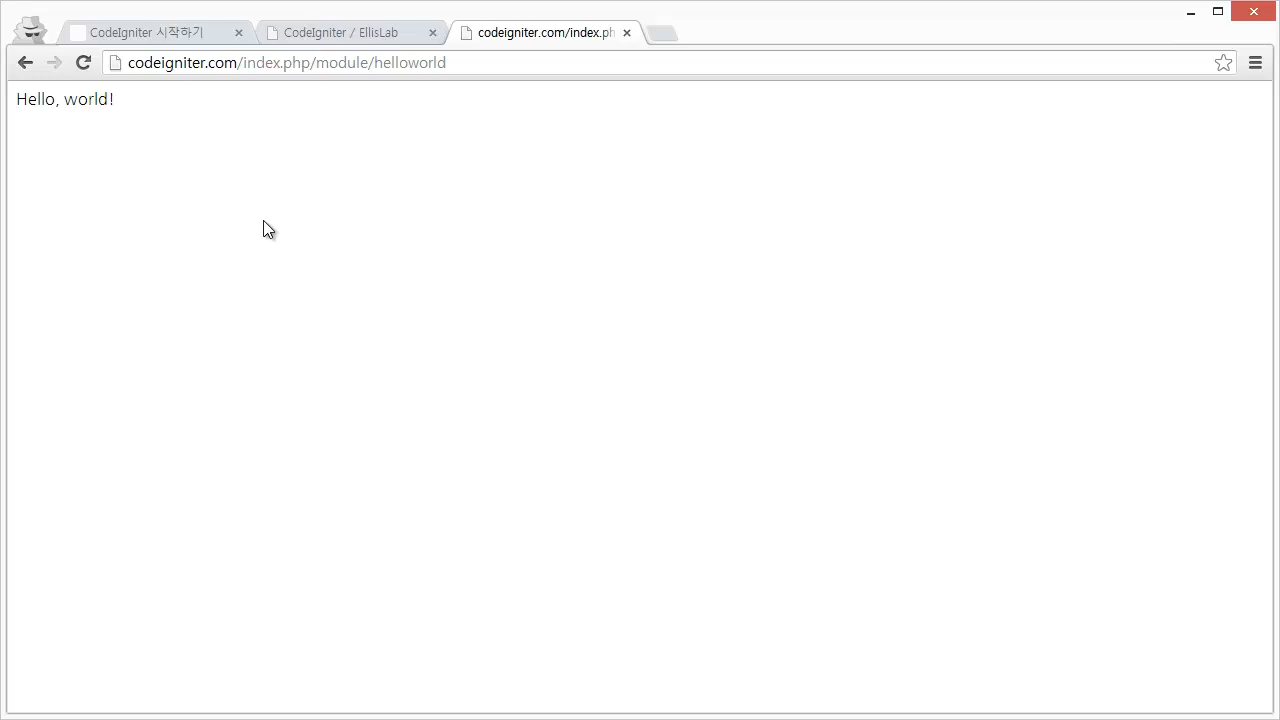 CodeIgniter 시작하기
CodeIgniter / EllisLab
codeigniter.com/index.ph
codeigniter.com/index.php/module/helloworld
Hello, world!